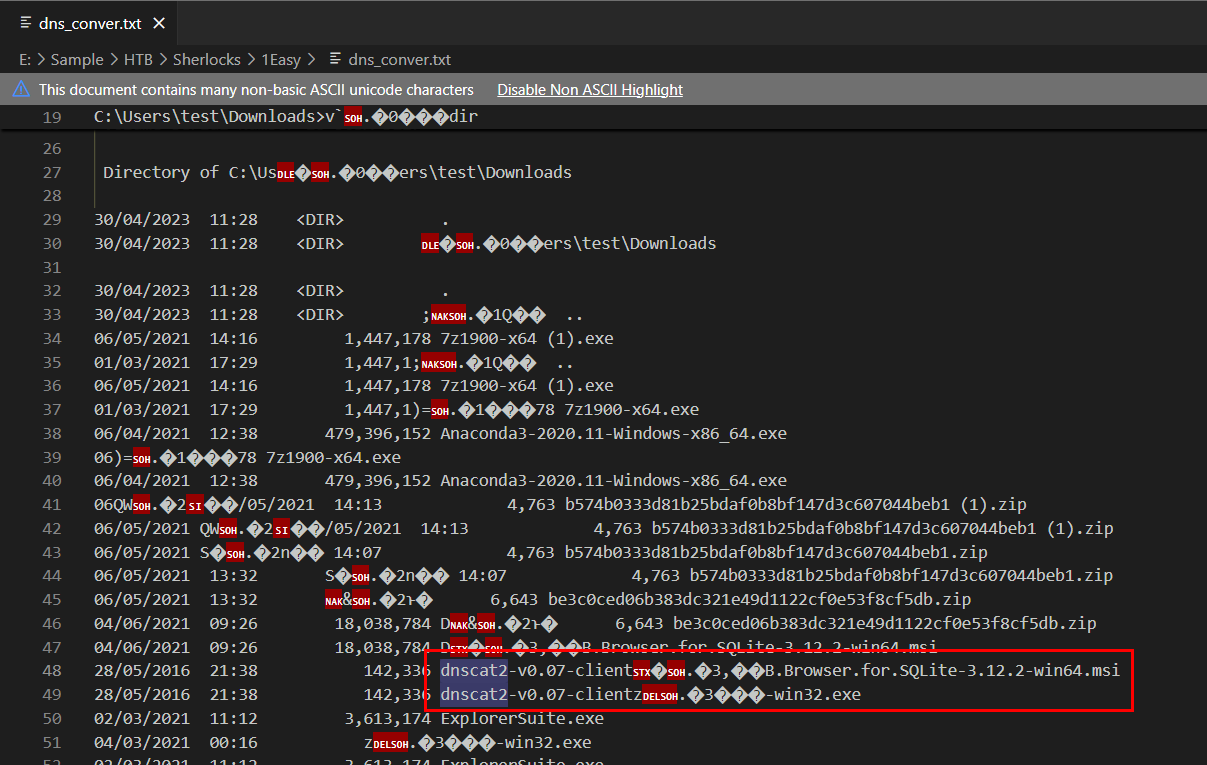 dns_conver.txt
E: > Sample > HTB > Sherlocks > 1Easy > dns_conver.txt
This document contains many non-basic ASCII unicode characters Disable Non ASCII Highlight
19 C:\Users\test\Downloads>v`SOH.�0���dir
26
27 Directory of C:\UsDLE�SOH.�0��ers\test\Downloads
28
29 30/04/2023 11:28 <DIR> .
30 30/04/2023 11:28 <DIR> DLE�SOH.�0��ers\test\Downloads
31
32 30/04/2023 11:28 <DIR> .
33 30/04/2023 11:28 <DIR> ;NAKSOH.�1Q�� ..
34 06/05/2021 14:16 1,447,178 7z1900-x64 (1).exe
35 01/03/2021 17:29 1,447,1;NAKSOH.�1Q�� ..
36 06/05/2021 14:16 1,447,178 7z1900-x64 (1).exe
37 01/03/2021 17:29 1,447,1)=SOH.�1���78 7z1900-x64.exe
38 06/04/2021 12:38 479,396,152 Anaconda3-2020.11-Windows-x86_64.exe
39 06)=SOH.�1���78 7z1900-x64.exe
40 06/04/2021 12:38 479,396,152 Anaconda3-2020.11-Windows-x86_64.exe
41 06QWSOH.�2SI��/05/2021 14:13 4,763 b574b0333d81b25bdaf0b8bf147d3c607044beb1 (1).zip
42 06/05/2021 QWSOH.�2SI��/05/2021 14:13 4,763 b574b0333d81b25bdaf0b8bf147d3c607044beb1 (1).zip
43 06/05/2021 S�SOH.�2n�� 14:07 4,763 b574b0333d81b25bdaf0b8bf147d3c607044beb1.zip
44 06/05/2021 13:32 S�SOH.�2n�� 14:07 4,763 b574b0333d81b25bdaf0b8bf147d3c607044beb1.zip
45 06/05/2021 13:32 NAK&SOH.�2 � 6,643 be3c0ced06b383dc321e49d1122cf0e53f8cf5db.zip
46 04/06/2021 09:26 18,038,784 DNAK&SOH.�2 � 6,643 be3c0ced06b383dc321e49d1122cf0e53f8cf5db.zip
47 04/06/2021 09:26 18,038,784 DSTX�SOH.�3,��B.Browser.for.SQLite-3.12.2-win64.msi
48 28/05/2016 21:38 142,336 dnscat2-v0.07-clientSTX�SOH.�3,��B.Browser.for.SQLite-3.12.2-win64.msi
49 28/05/2016 21:38 142,336 dnscat2-v0.07-clientzDELSOH.�3���-win32.exe
50 02/03/2021 11:12 3,613,174 ExplorerSuite.exe
51 04/03/2021 00:16 zDELSOH.�3���-win32.exe
52 02/03/2021 11:12 3,613,174 ExplorerSuite.exe